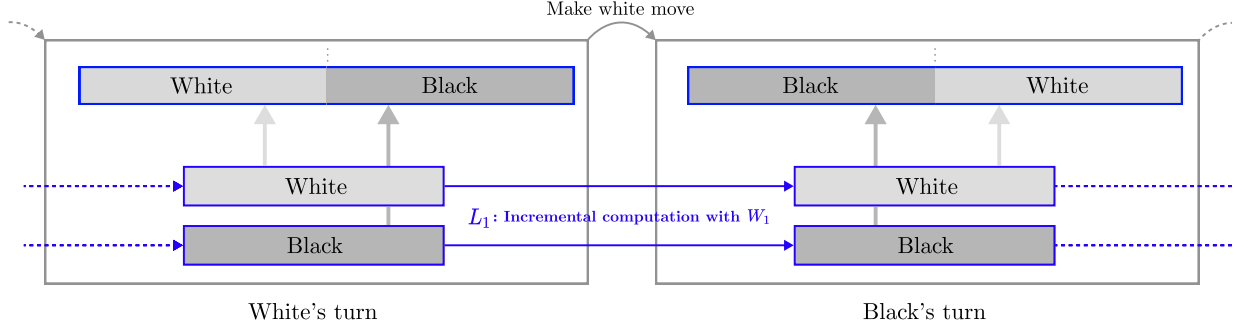 Make white move
White Black
Black White
White
White
L₁: Incremental computation with W₁
Black
Black
White's turn
Black's turn